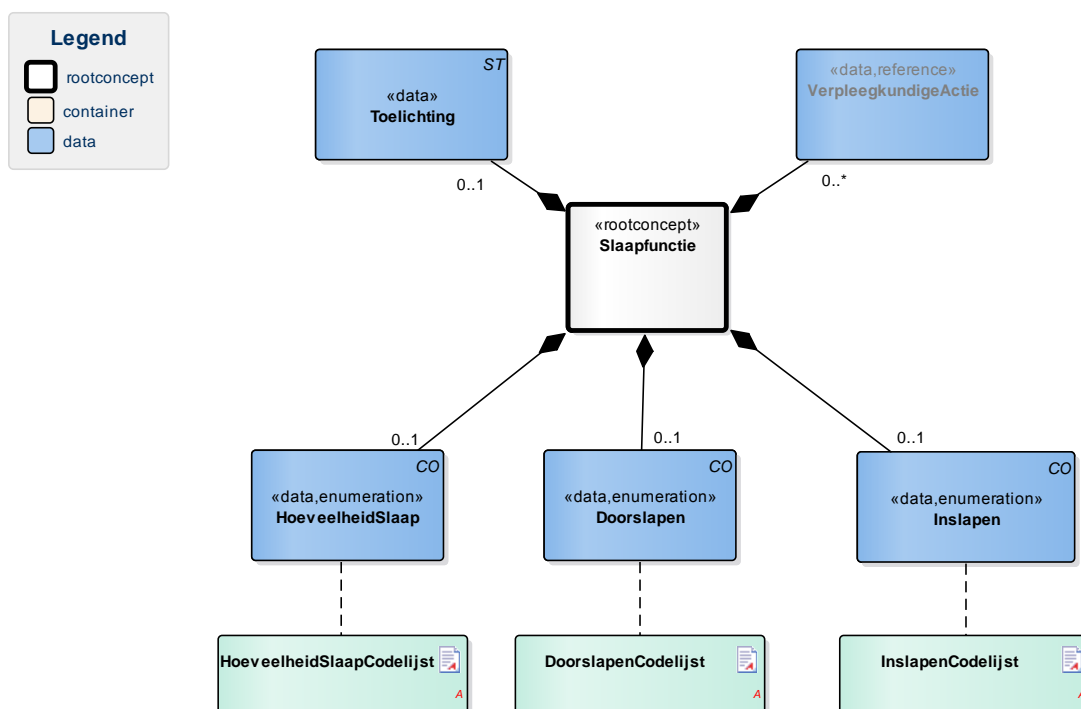 Legend
rootconcept
container
data
ST
«data»
Toelichting
«data,reference»
VerpleegkundigeActie
0..1
0..*
«rootconcept»
Slaapfunctie
0..1
0..1
0..1
CO
«data,enumeration»
HoeveelheidSlaap
CO
«data,enumeration»
Doorslapen
CO
«data,enumeration»
Inslapen
HoeveelheidSlaapCodelijst
A
DoorslapenCodelijst
A
InslapenCodelijst
A